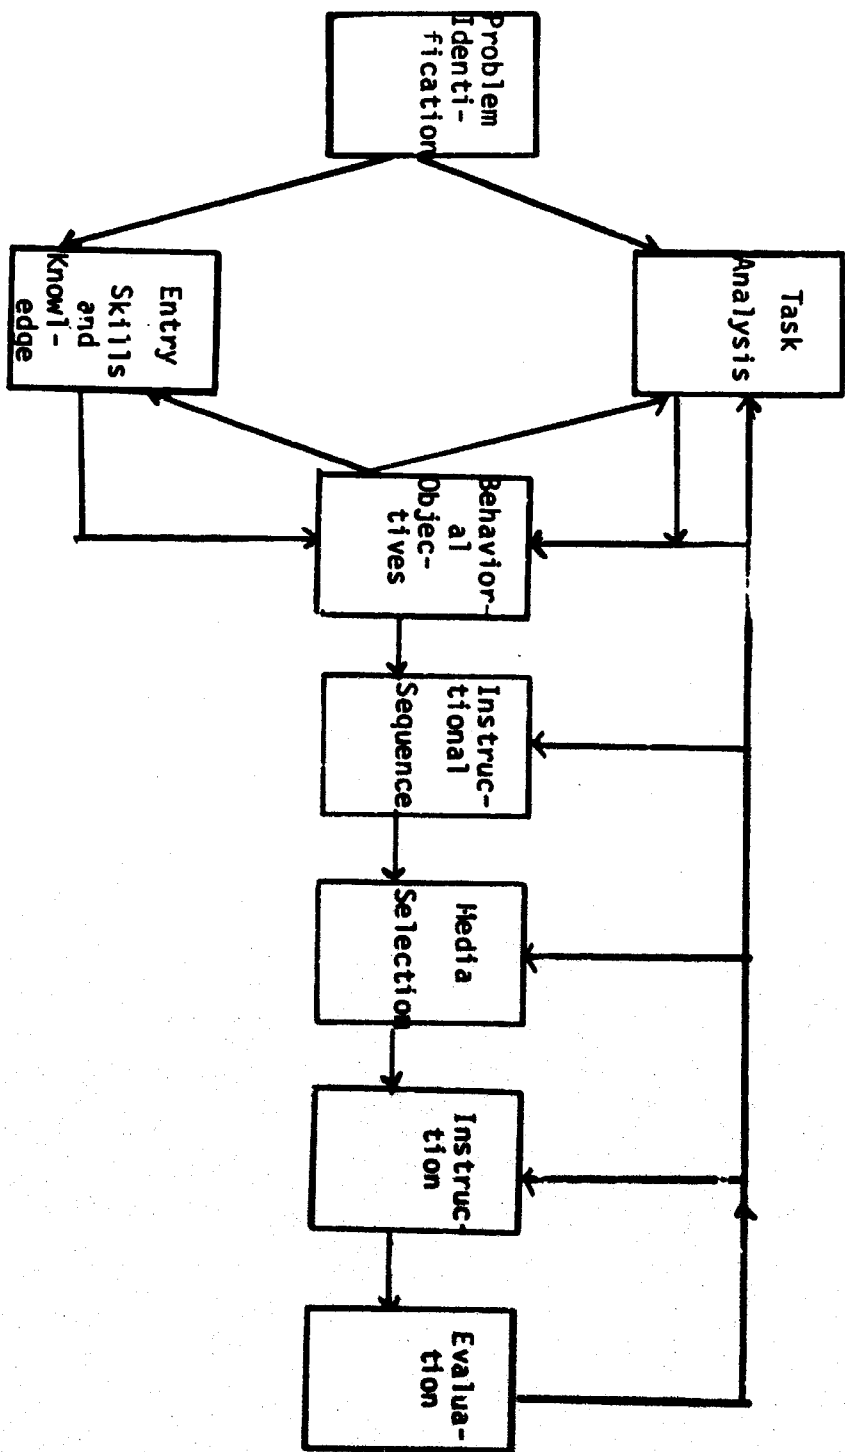 Problem
Identi-
fication
Task
Analysis
Entry
Skills
and
Knowl-
edge
Behavior-
al
Objec-
tives
Instruc-
tional
Sequence
Media
Selection
Instruc-
tion
Evalua-
tion